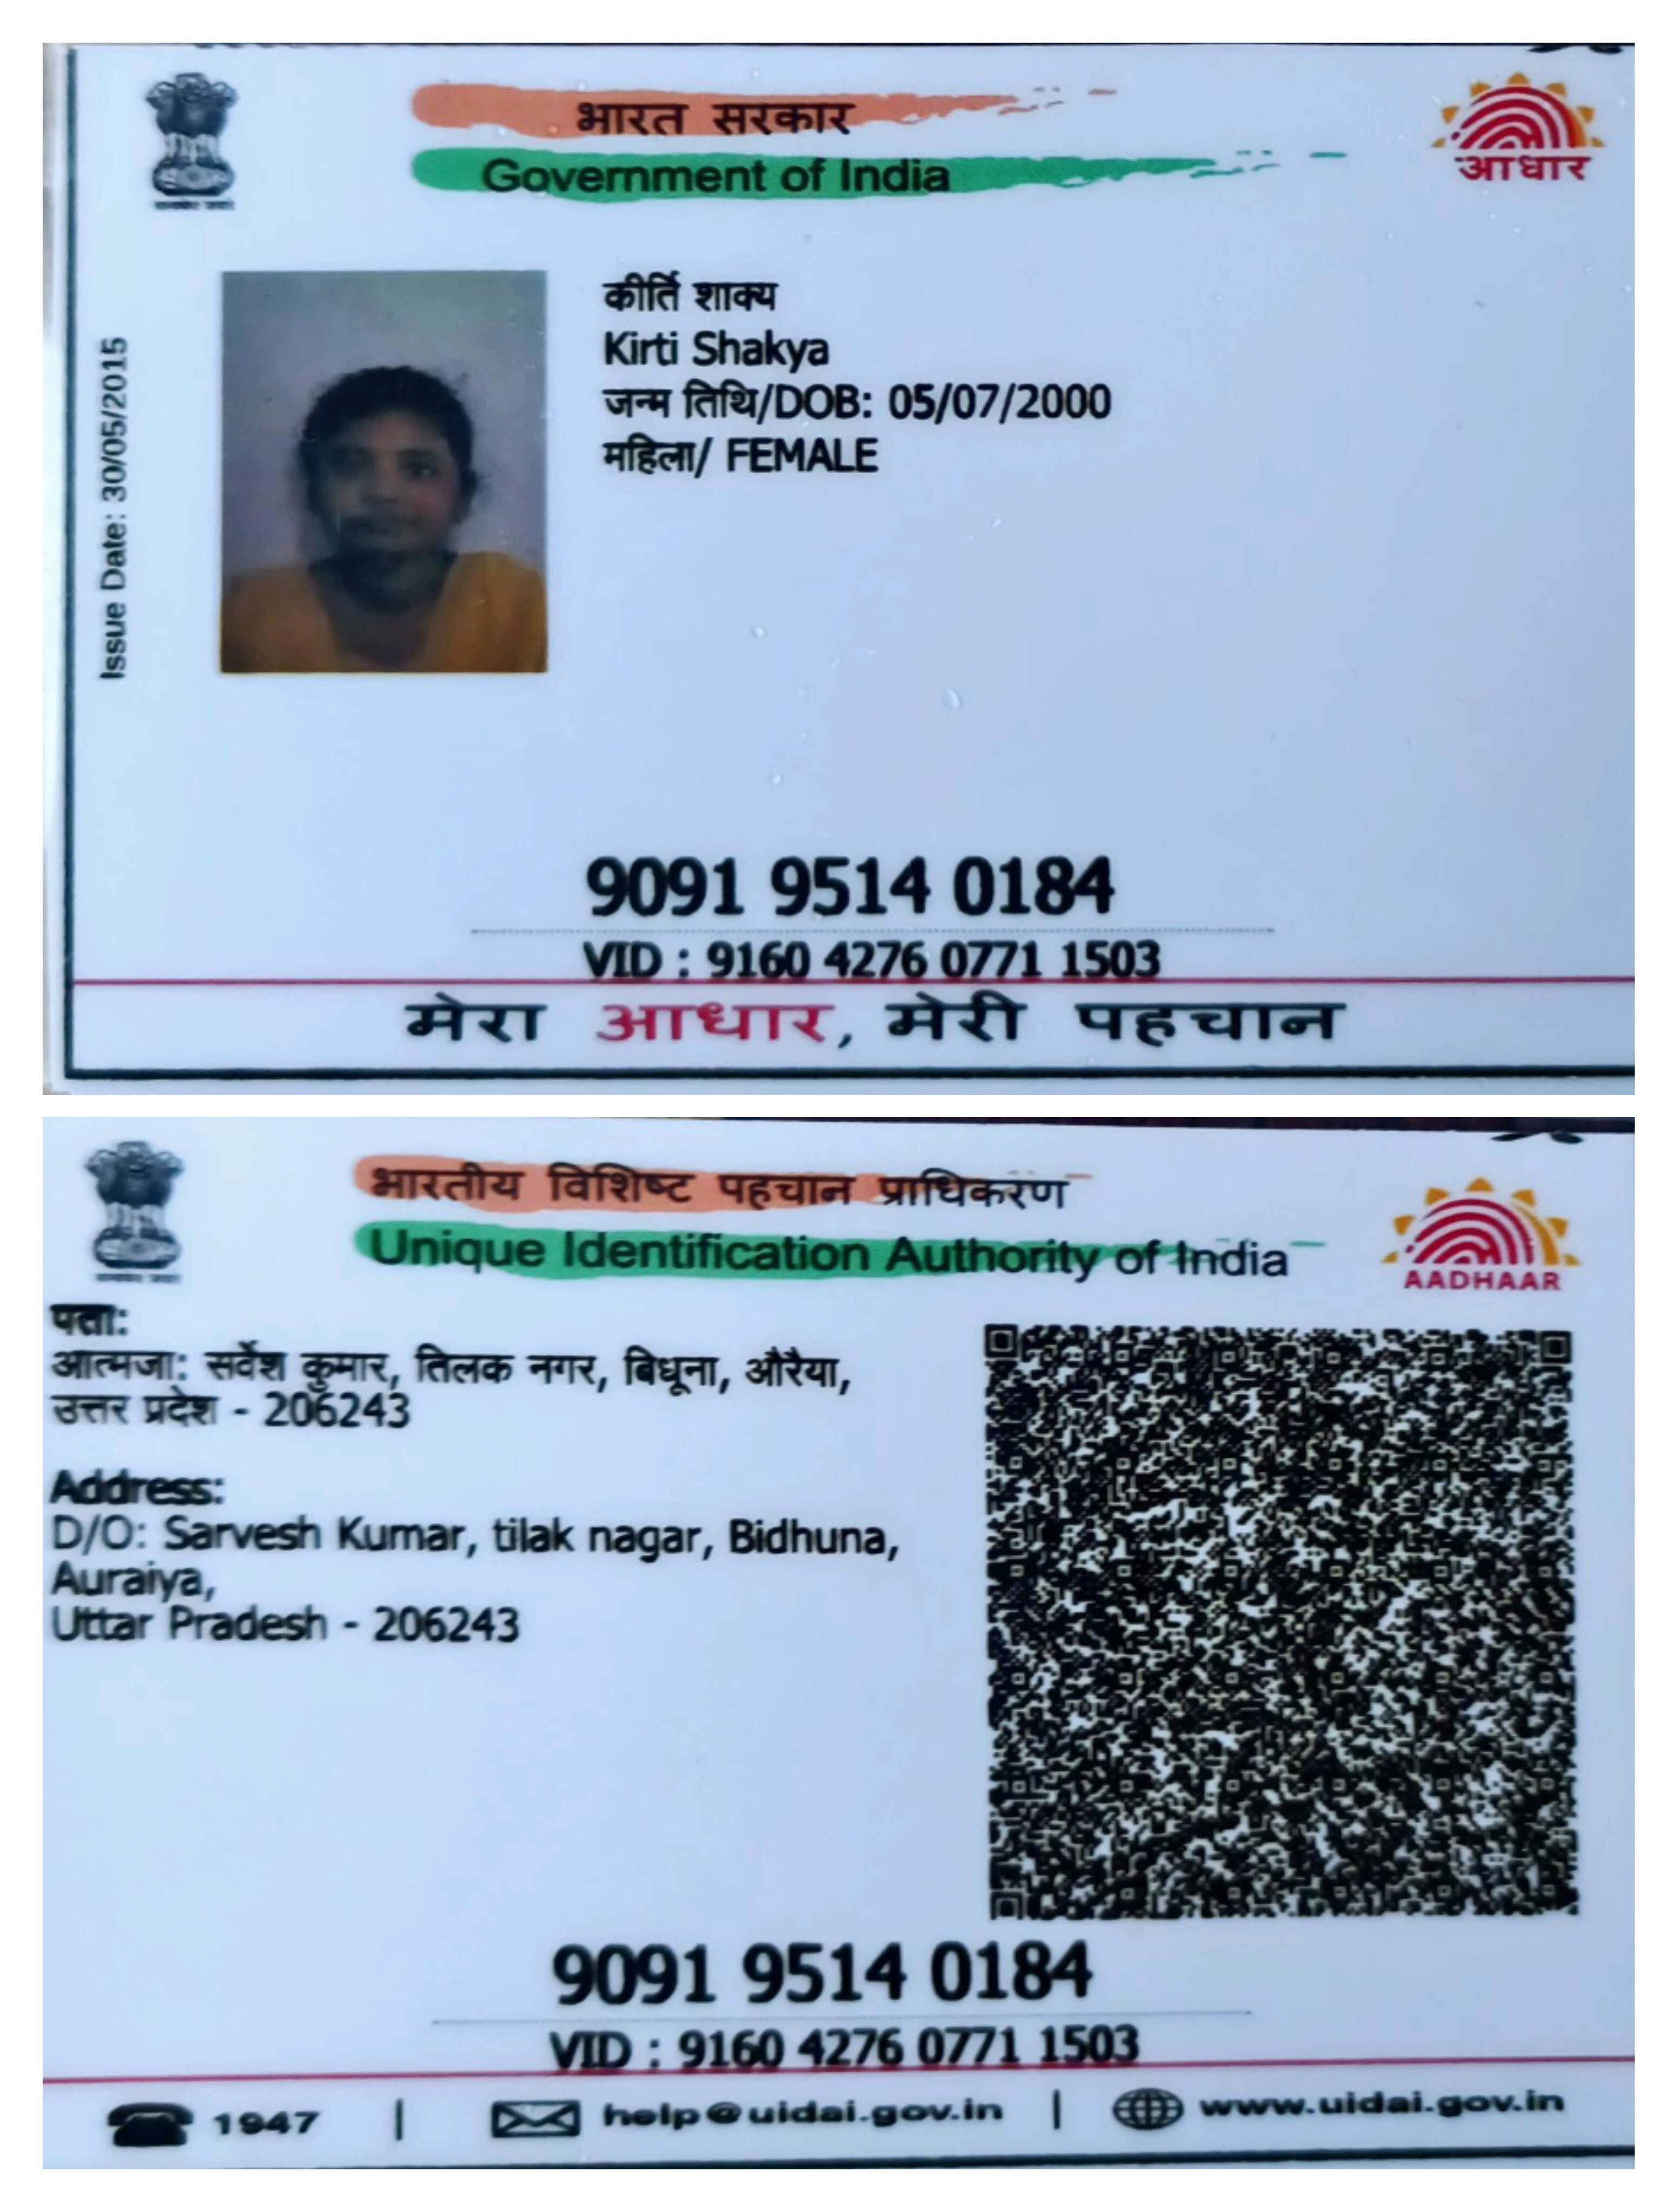 भारत सरकार
Government of India
आधार
Issue Date: 30/05/2015
कीर्ति शाक्य
Kirti Shakya
जन्म तिथि/DOB: 05/07/2000
महिला/ FEMALE
9091 9514 0184
VID : 9160 4276 0771 1503
मेरा आधार, मेरी पहचान
भारतीय विशिष्ट पहचान प्राधिकरण
Unique Identification Authority of India
AADHAAR
पता:
आत्मजा: सर्वेश कुमार, तिलक नगर, बिधूना, औरैया,
उत्तर प्रदेश - 206243
Address:
D/O: Sarvesh Kumar, tilak nagar, Bidhuna,
Auraiya,
Uttar Pradesh - 206243
9091 9514 0184
VID : 9160 4276 0771 1503
1947 | help@uidai.gov.in | www.uidai.gov.in